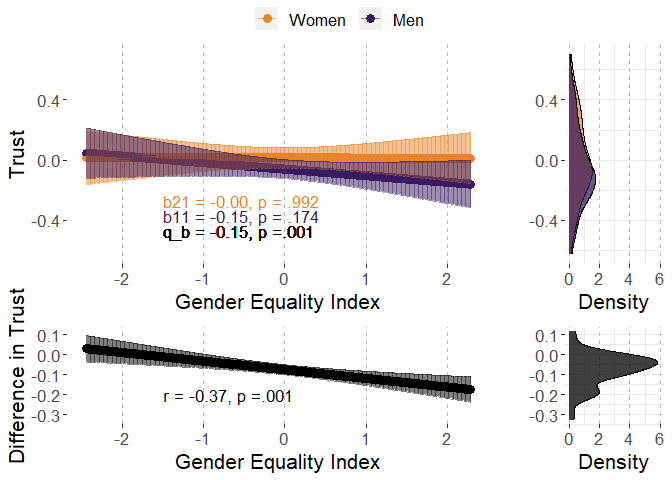 Women Men
0.4
0.0
-0.4
Trust
b21 = -0.00, p = .992
b11 = -0.15, p = .174
q_b = -0.15, p = .001
-2 -1 0 1 2
Gender Equality Index
0.4
0.0
-0.4
0 2 4 6
Density
0.1
0.0
-0.1
-0.1
-0.3
Difference in Trust
r = -0.37, p = .001
-2 -1 0 1 2
Gender Equality Index
0.1
0.0
-0.1
-0.1
-0.3
0 2 4 6
Density